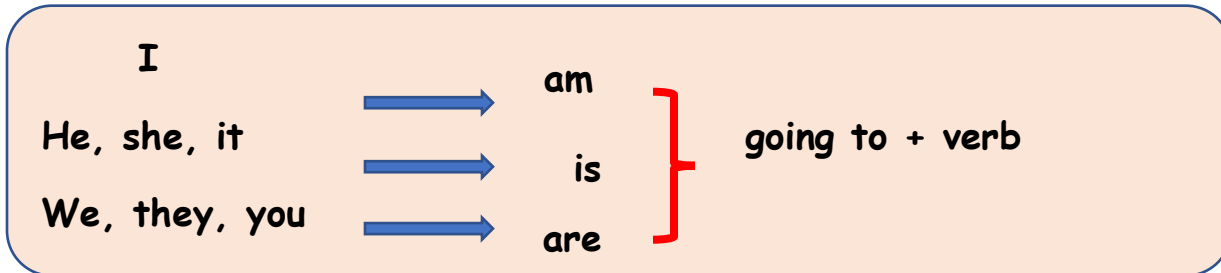 I
am
He, she, it
going to + verb
is
We, they, you
are